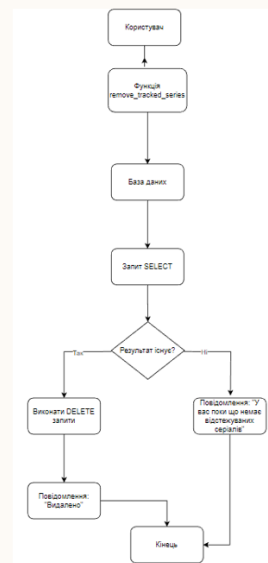 Користувач
Функція
remove_tracked_series
База даних
Запит SELECT
Результат існує?
Так
Виконати DELETE
запити
Повідомлення: "У
вас поки що немає
відстежуваних
серіалів"
Повідомлення:
"Видалено"
Кінець